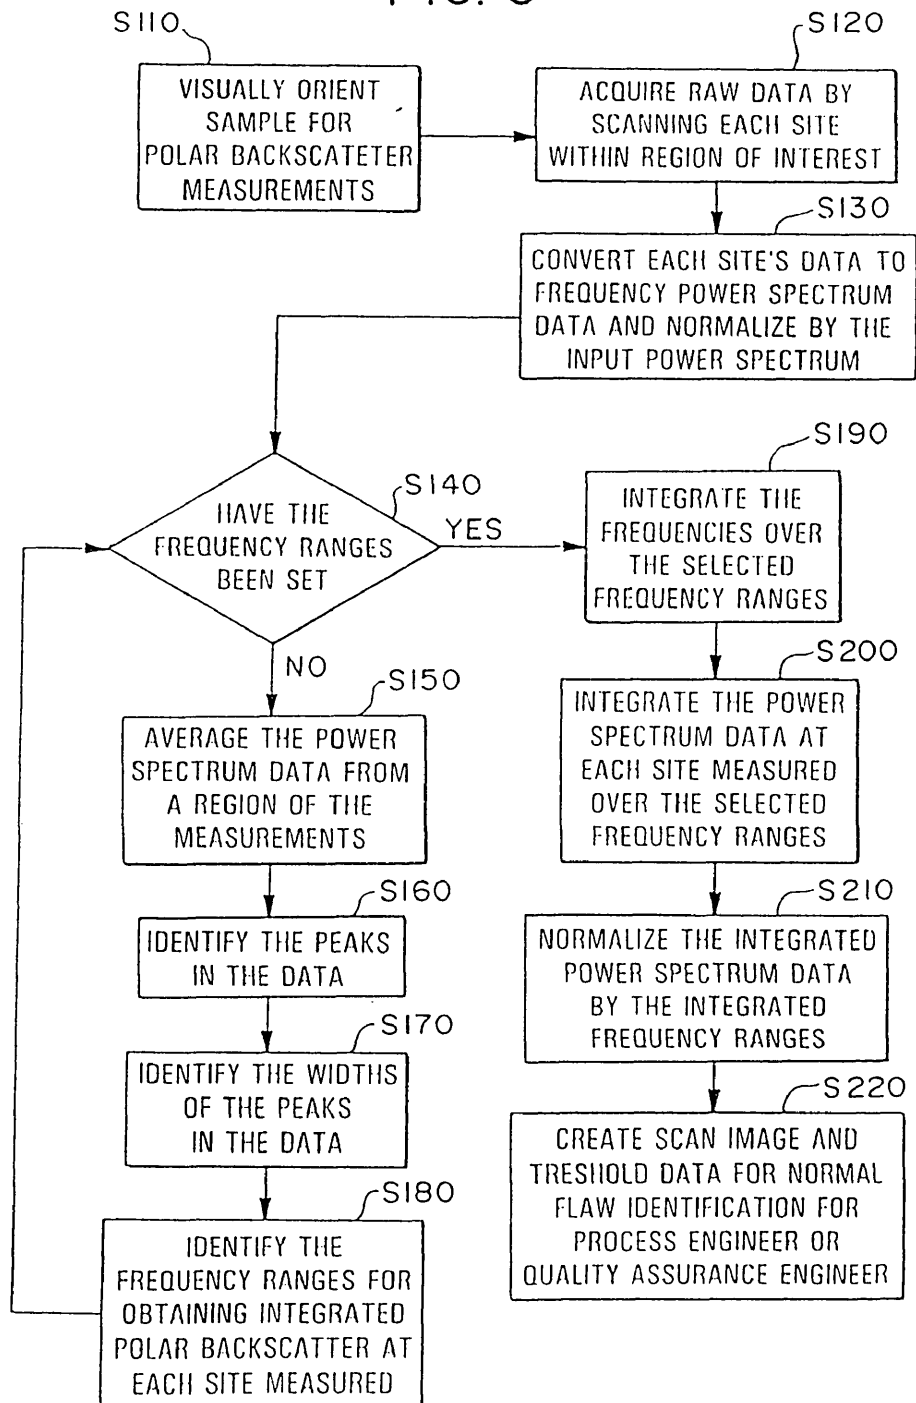 S110
VISUALLY ORIENT
SAMPLE FOR
POLAR BACKSCATETER
MEASUREMENTS
S120
ACQUIRE RAW DATA BY
SCANNING EACH SITE
WITHIN REGION OF INTEREST
S130
CONVERT EACH SITE'S DATA TO
FREQUENCY POWER SPECTRUM
DATA AND NORMALIZE BY THE
INPUT POWER SPECTRUM
S140
HAVE THE
FREQUENCY RANGES
BEEN SET
YES
NO
S150
AVERAGE THE POWER
SPECTRUM DATA FROM
A REGION OF THE
MEASUREMENTS
S160
IDENTIFY THE PEAKS
IN THE DATA
S170
IDENTIFY THE WIDTHS
OF THE PEAKS
IN THE DATA
S180
IDENTIFY THE
FREQUENCY RANGES FOR
OBTAINING INTEGRATED
POLAR BACKSCATTER AT
EACH SITE MEASURED
S190
INTEGRATE THE
FREQUENCIES OVER
THE SELECTED
FREQUENCY RANGES
S200
INTEGRATE THE POWER
SPECTRUM DATA AT
EACH SITE MEASURED
OVER THE SELECTED
FREQUENCY RANGES
S210
NORMALIZE THE INTEGRATED
POWER SPECTRUM DATA
BY THE INTEGRATED
FREQUENCY RANGES
S220
CREATE SCAN IMAGE AND
TRESHOLD DATA FOR NORMAL
FLAW IDENTIFICATION FOR
PROCESS ENGINEER OR
QUALITY ASSURANCE ENGINEER